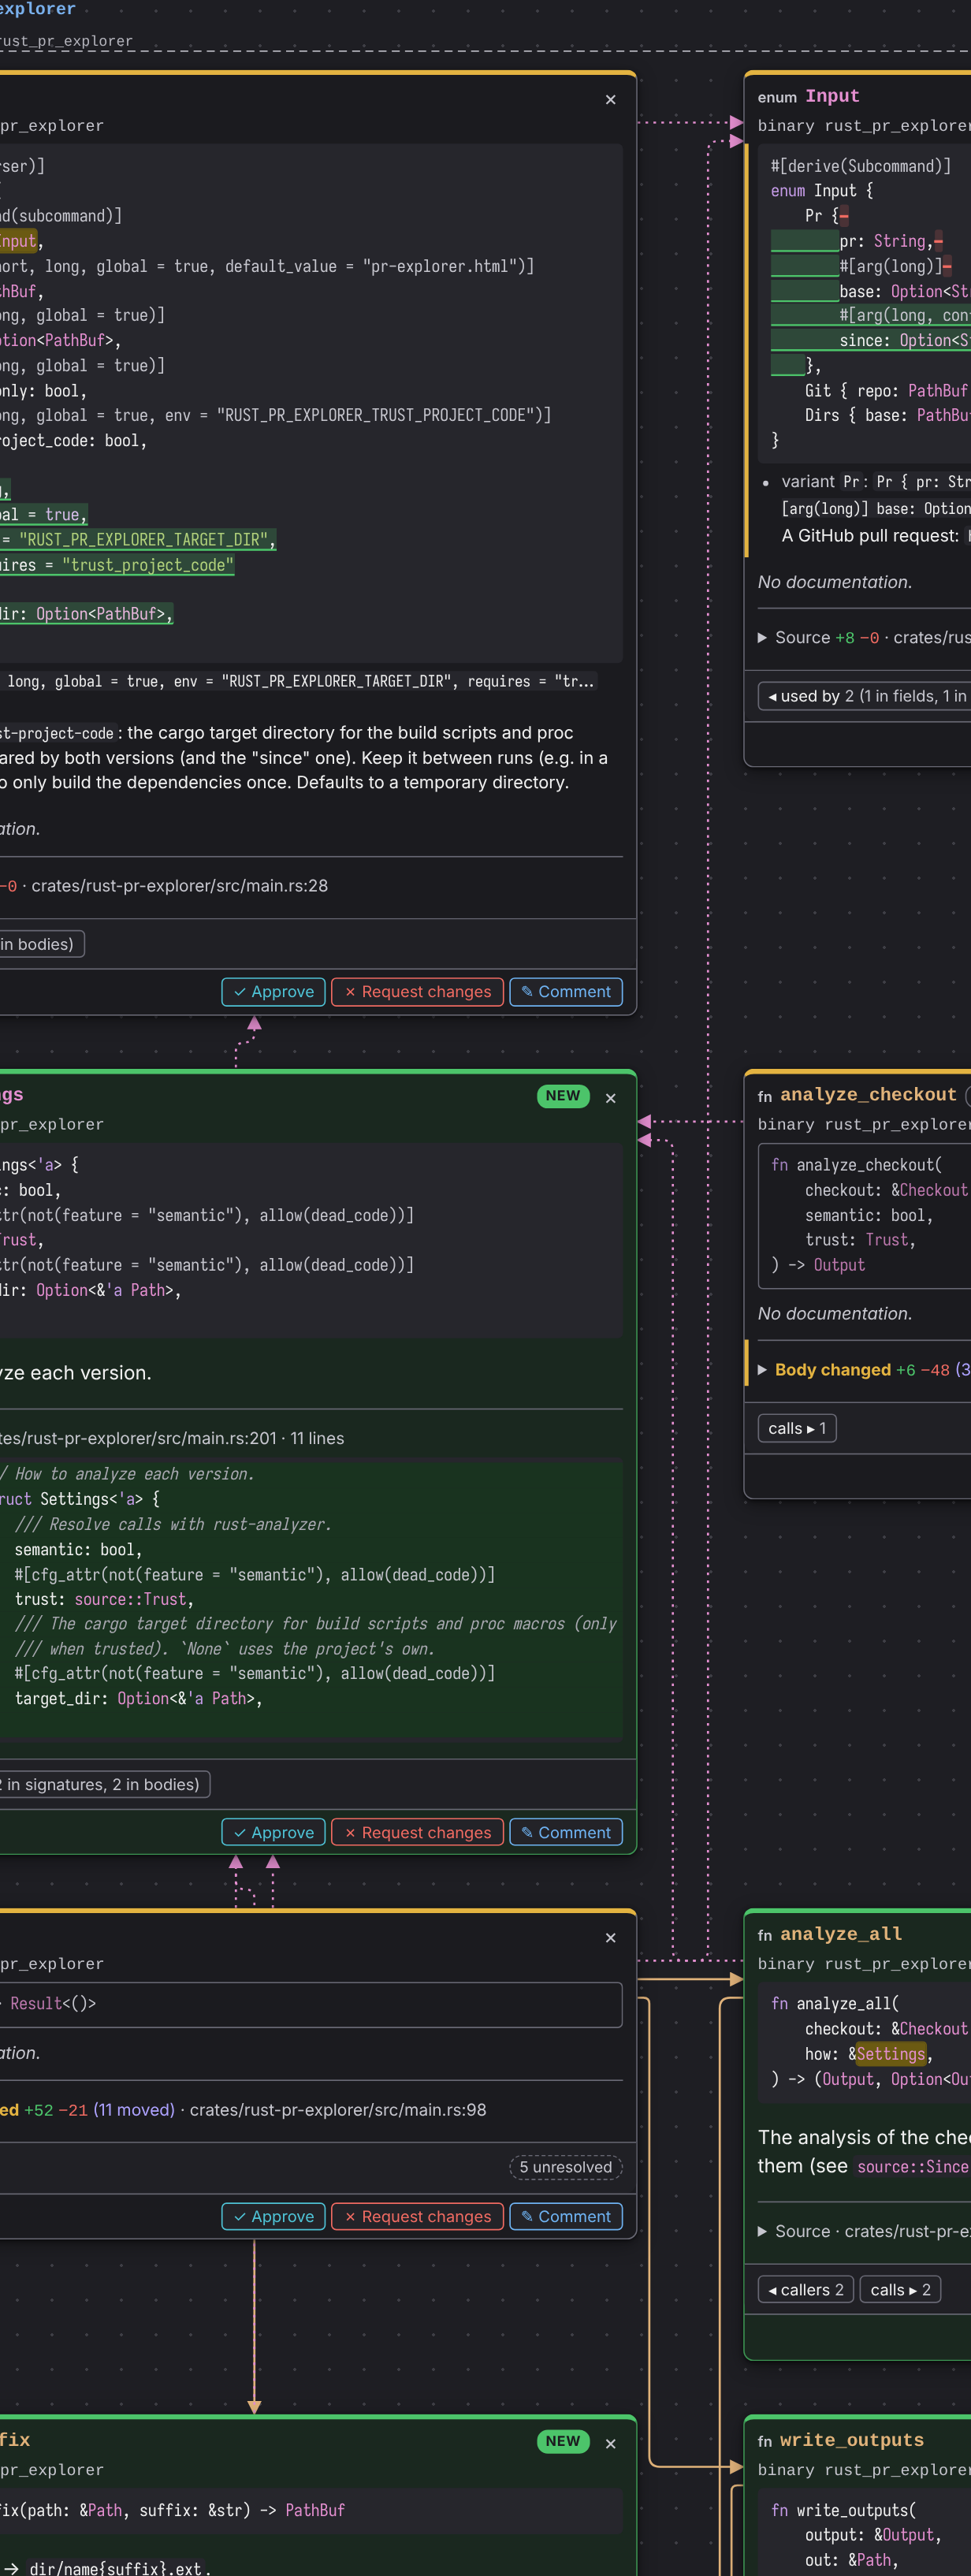 explorer
rust_pr_explorer
×
pr_explorer
rser)]
{
nd(subcommand)]
Input,
ort, long, global = true, default_value = "pr-explorer.html")]
thBuf,
ong, global = true)]
ption<PathBuf>,
ong, global = true)]
only: bool,
ong, global = true, env = "RUST_PR_EXPLORER_TRUST_PROJECT_CODE")]
roject_code: bool,
g,
bal = true,
= "RUST_PR_EXPLORER_TARGET_DIR",
uires = "trust_project_code"
dir: Option<PathBuf>,
long, global = true, env = "RUST_PR_EXPLORER_TARGET_DIR", requires = "tr…
st-project-code: the cargo target directory for the build scripts and proc
ared by both versions (and the "since" one). Keep it between runs (e.g. in a
o only build the dependencies once. Defaults to a temporary directory.
ation.
−0 · crates/rust-pr-explorer/src/main.rs:28
in bodies)
✓ Approve × Request changes ✎ Comment
enum Input
binary rust_pr_explorer
#[derive(Subcommand)]
enum Input {
Pr {−
pr: String,−
#[arg(long)]−
base: Option<Str
#[arg(long, con
since: Option<S
},
Git { repo: PathBuf
Dirs { base: PathBu
}
• variant Pr: Pr { pr: Str
[arg(long)] base: Option
A GitHub pull request:
No documentation.
▶ Source +8 −0 · crates/rus
◂ used by 2 (1 in fields, 1 in
ngs NEW ×
pr_explorer
ings<'a> {
c: bool,
ttr(not(feature = "semantic"), allow(dead_code))]
Trust,
ttr(not(feature = "semantic"), allow(dead_code))]
dir: Option<&'a Path>,
yze each version.
tes/rust-pr-explorer/src/main.rs:201 · 11 lines
/ How to analyze each version.
ruct Settings<'a> {
/// Resolve calls with rust-analyzer.
semantic: bool,
#[cfg_attr(not(feature = "semantic"), allow(dead_code))]
trust: source::Trust,
/// The cargo target directory for build scripts and proc macros (only
/// when trusted). `None` uses the project's own.
#[cfg_attr(not(feature = "semantic"), allow(dead_code))]
target_dir: Option<&'a Path>,
2 in signatures, 2 in bodies)
✓ Approve × Request changes ✎ Comment
fn analyze_checkout
binary rust_pr_explorer
fn analyze_checkout(
checkout: &Checkout
semantic: bool,
trust: Trust,
) -> Output
No documentation.
▶ Body changed +6 −48 (3
calls ▸ 1
×
pr_explorer
> Result<()>
ation.
ed +52 −21 (11 moved) · crates/rust-pr-explorer/src/main.rs:98
5 unresolved
✓ Approve × Request changes ✎ Comment
fn analyze_all
binary rust_pr_explorer
fn analyze_all(
checkout: &Checkout
how: &Settings,
) -> (Output, Option<Ou
The analysis of the chec
them (see source::Since
▶ Source · crates/rust-pr-e
◂ callers 2 calls ▸ 2
fix NEW ×
pr_explorer
fix(path: &Path, suffix: &str) -> PathBuf
→ dir/name{suffix}.ext.
fn write_outputs
binary rust_pr_explorer
fn write_outputs(
output: &Output,
out: &Path,